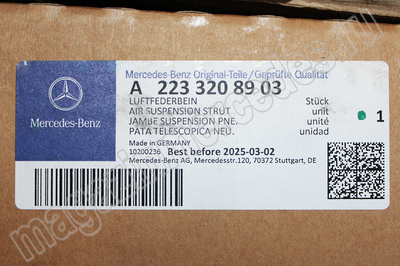 Mercedes-Benz Original-Teile/Geprüfte Qualität
A 223 320 89 03
LUFTFEDERBEIN Stück
AIR SUSPENSION STRUT unit
JAMBE SUSPENSION PNE. unité
PATA TELESCOPICA NEU. unidad
1
Mercedes-Benz
Made in GERMANY
10200236 Best before 2025-03-02
Mercedes-Benz AG, Mercedesstr.120, 70372 Stuttgart, DE